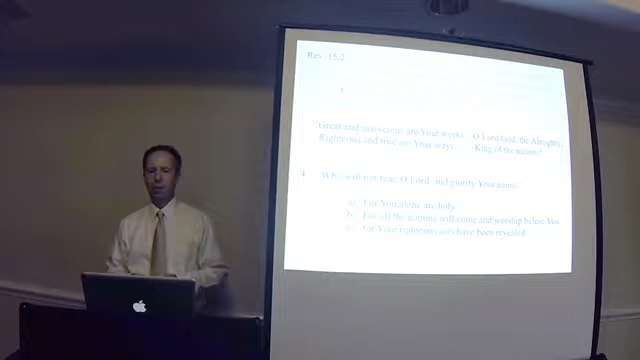 Rev. 15:2
"Great and marvelous are Your works, O Lord God, the Almighty,
Righteous and true are Your ways, King of the nations!
4 Who will not fear, O Lord, and glorify Your name?
a) For You alone are holy,
b) For all the nations will come and worship before You
c) for Your righteous acts have been revealed